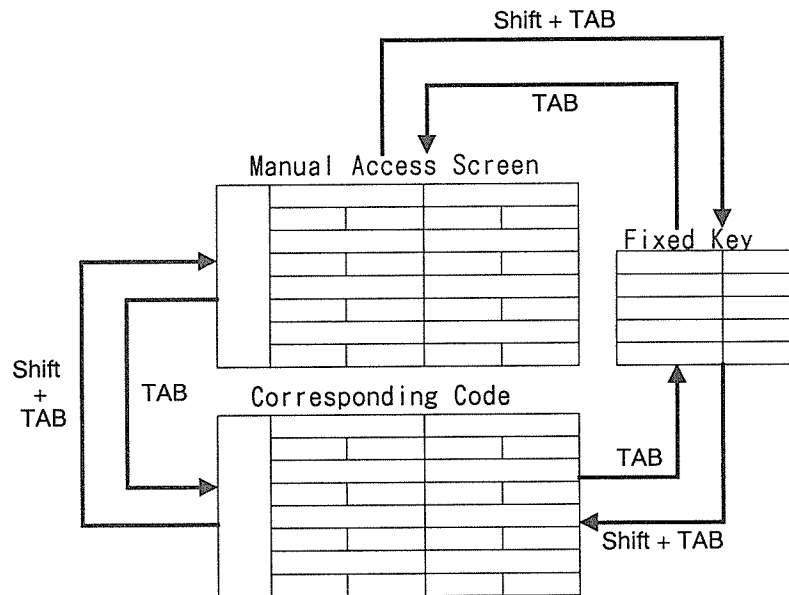 Shift + TAB
TAB
Manual Access Screen
Fixed Key
Shift
+
TAB
TAB
Corresponding Code
TAB
Shift + TAB